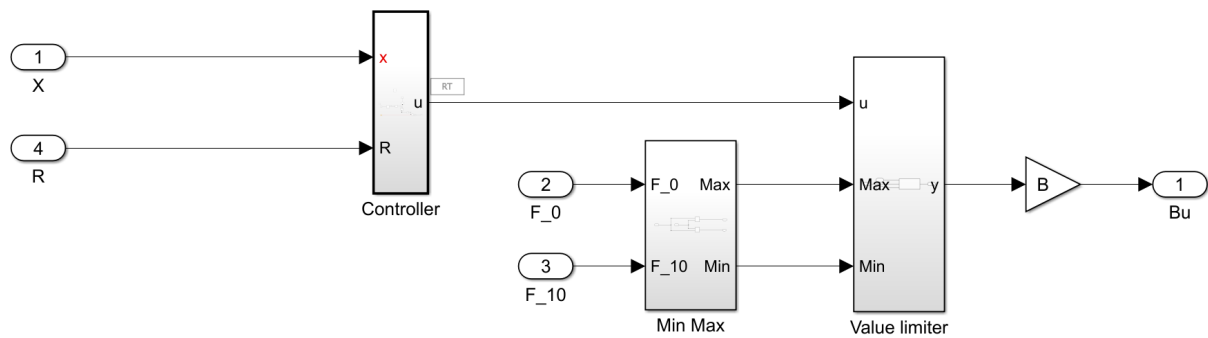 1
X
4
R
x
u
R
RT
Controller
2
F_0
3
F_10
F_0
Max
F_10
Min
Min Max
u
Max
y
Min
Value limiter
B
1
Bu